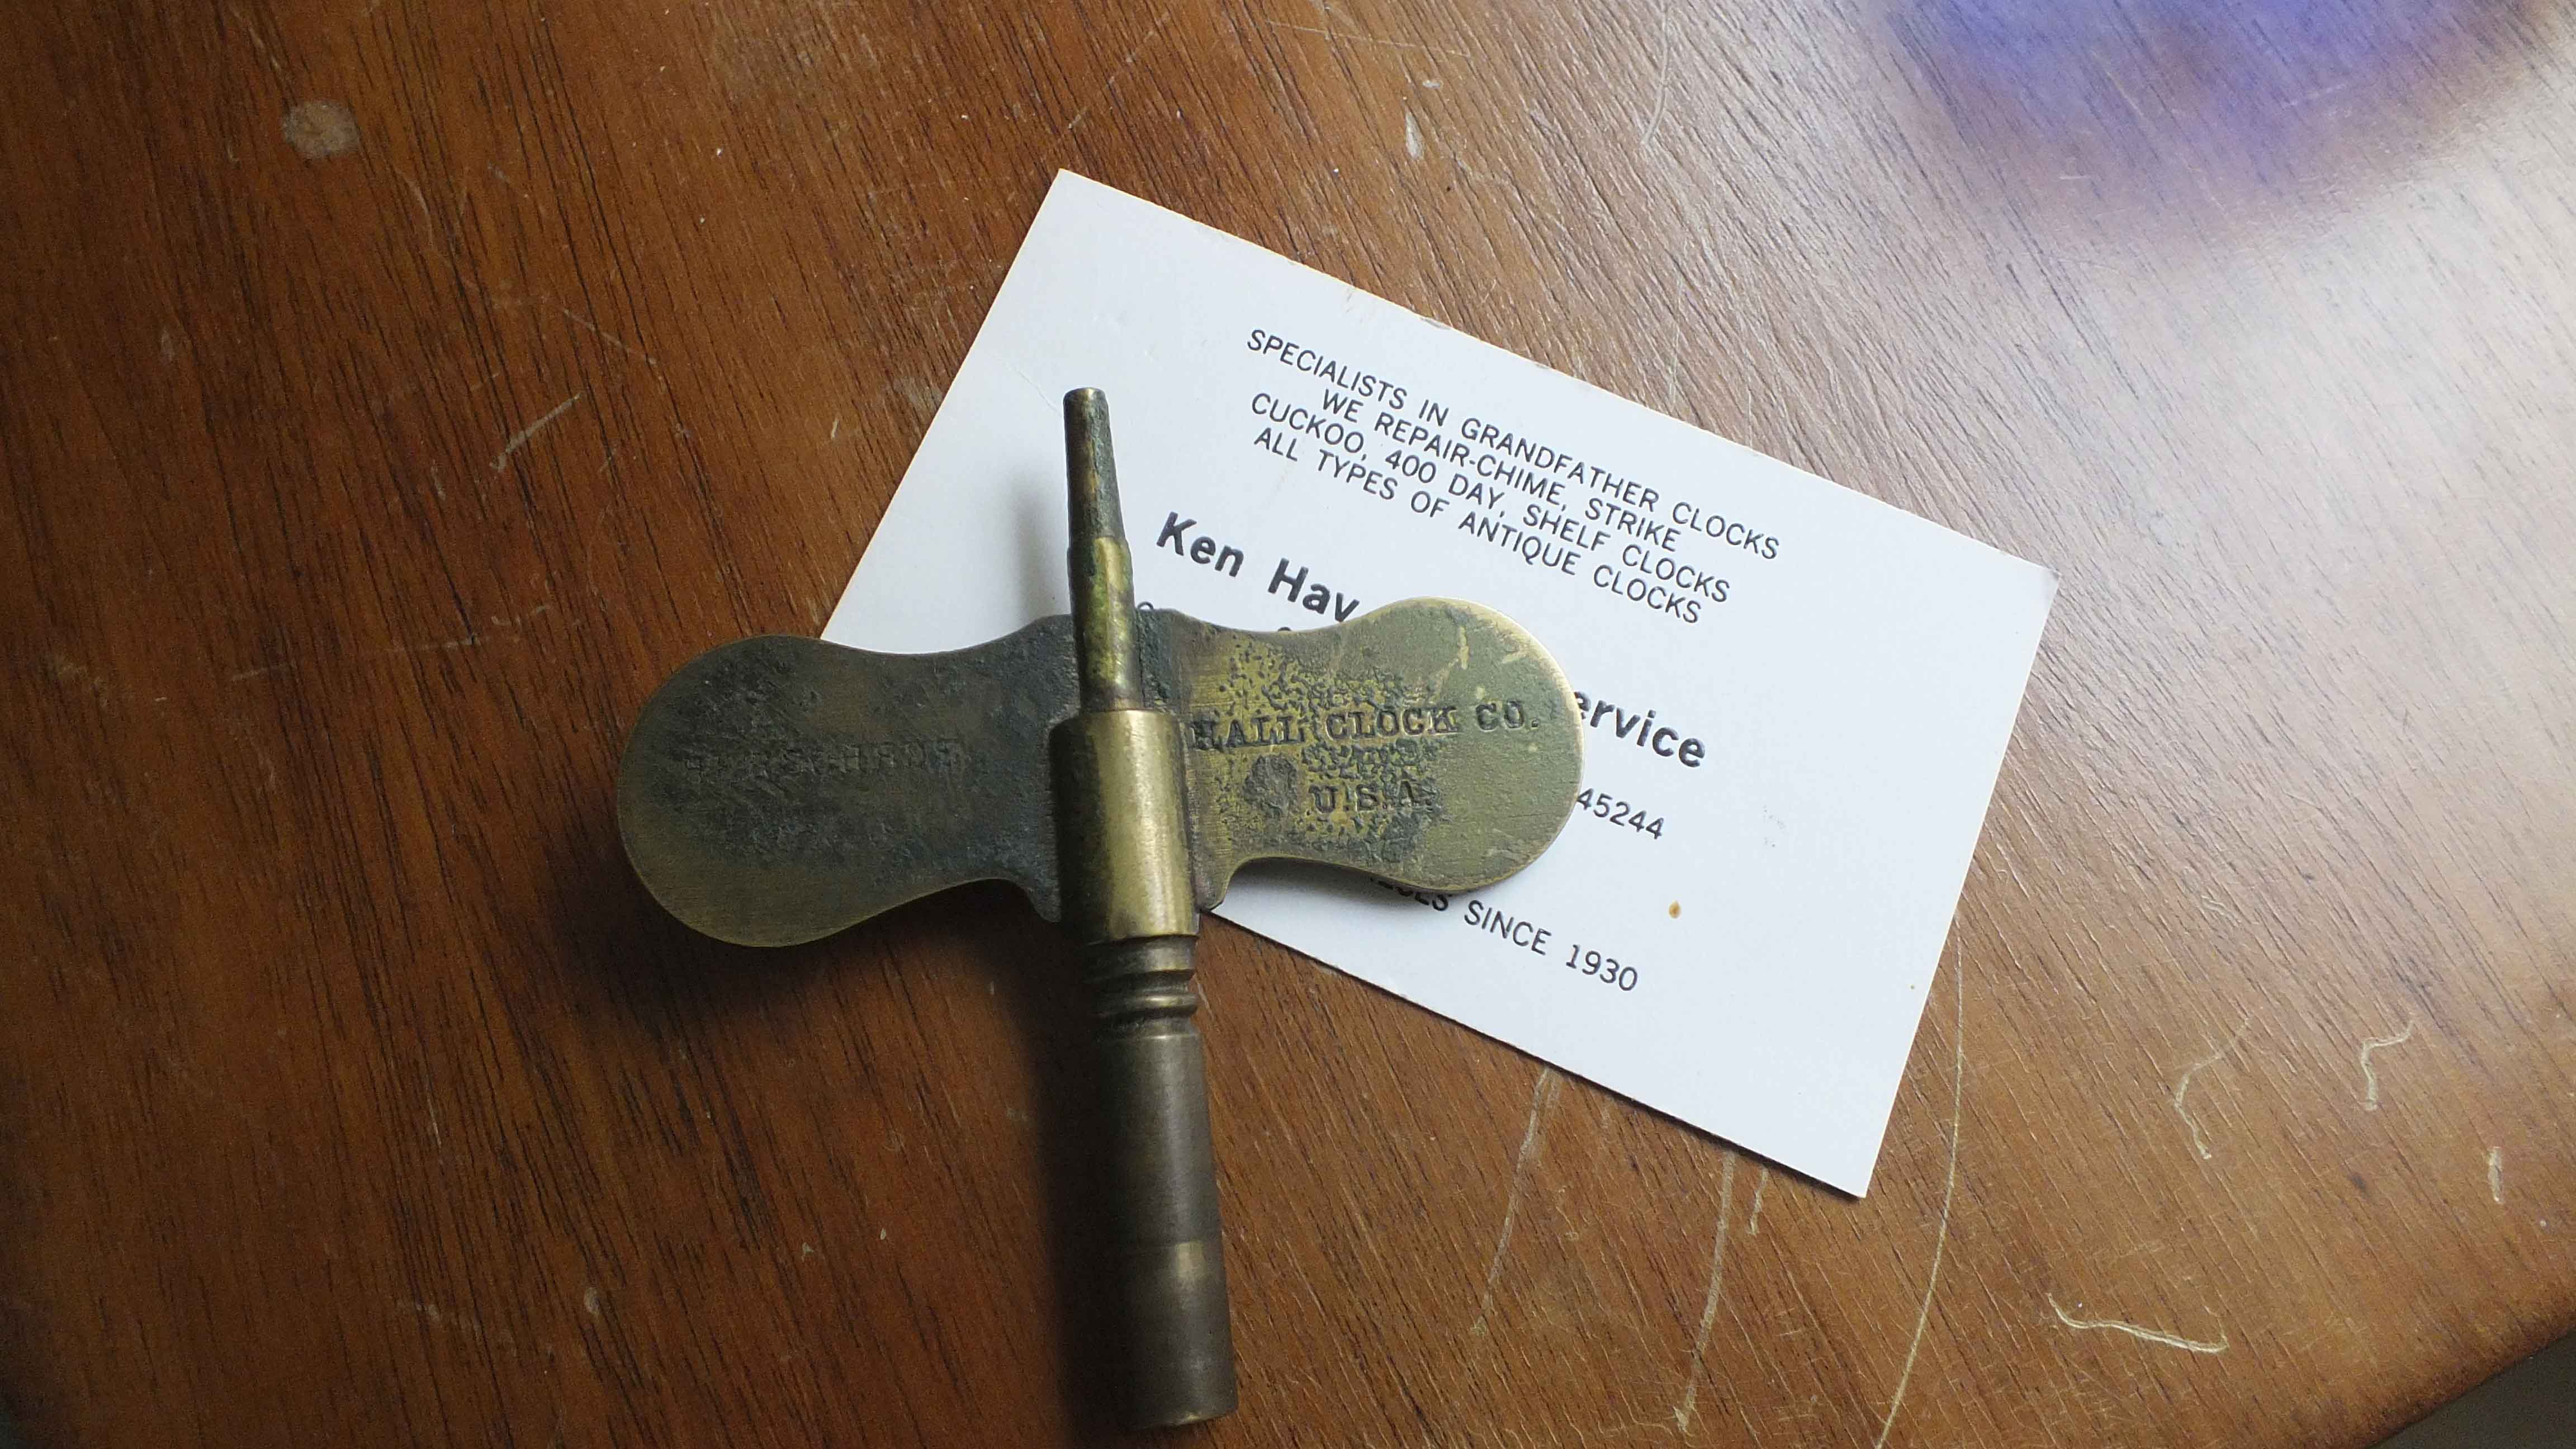 SPECIALISTS IN GRANDFATHER CLOCKS
WE REPAIR-CHIME, STRIKE
CUCKOO, 400 DAY, SHELF CLOCKS
ALL TYPES OF ANTIQUE CLOCKS
Ken Hav
ervice
45244
SINCE 1930
HALL CLOCK CO.
U.S.A.